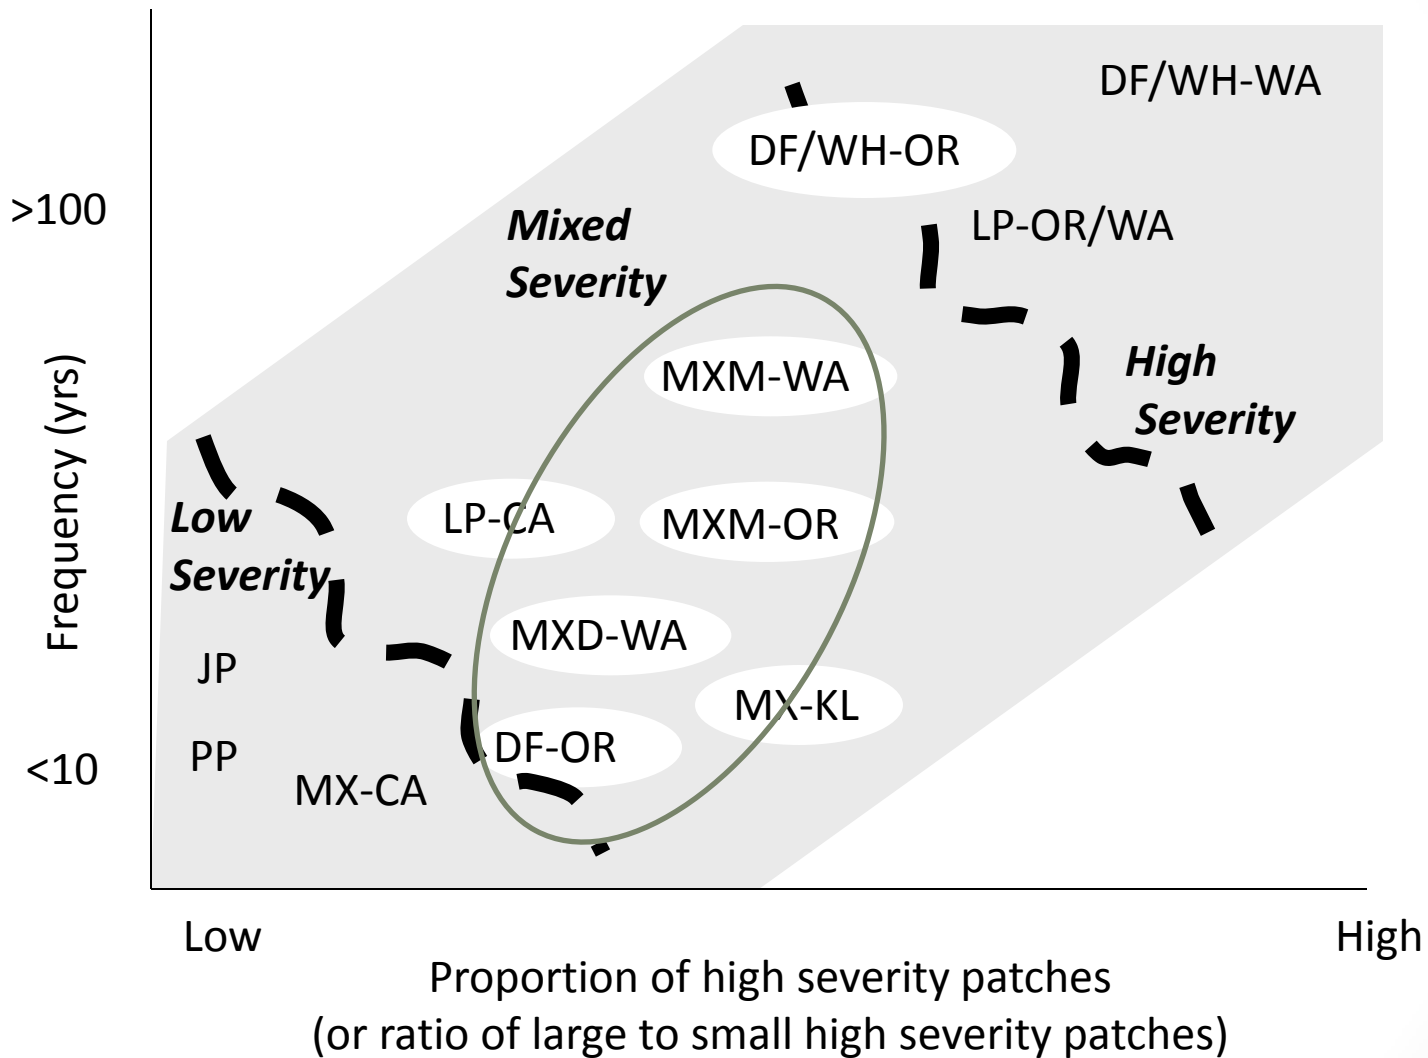 DF/WH-WA
DF/WH-OR
>100
Mixed
Severity
LP-OR/WA
MXM-WA
High
Severity
Frequency (yrs)
Low
Severity
LP-CA
MXM-OR
MXD-WA
JP
MX-KL
PP
DF-OR
<10
MX-CA
Low
High
Proportion of high severity patches
(or ratio of large to small high severity patches)